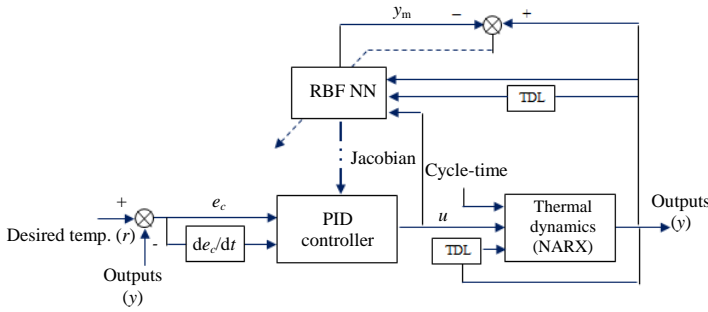 ym
−
+
RBF NN
TDL
Jacobian
Cycle-time
+
ec
Desired temp. (r)
-
dec/dt
PID
controller
u
Thermal
dynamics
(NARX)
Outputs
(y)
TDL
Outputs
(y)